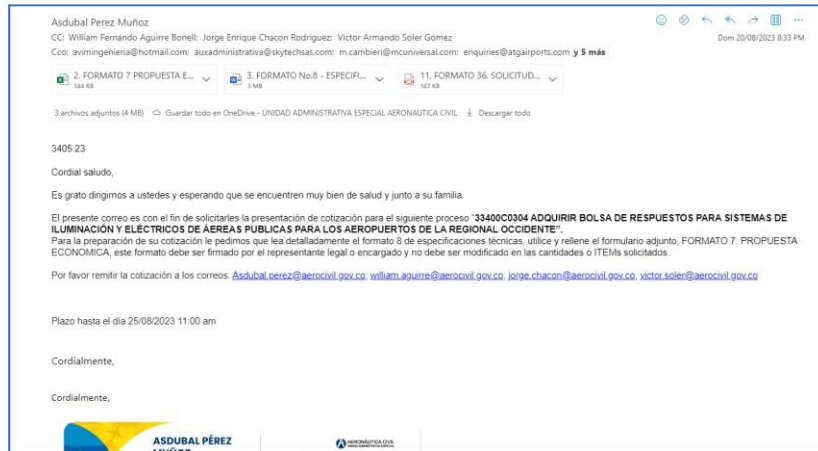 Asdubal Perez Muñoz
CC: William Fernando Aguirre Bonell; Jorge Enrique Chacon Rodriguez; Victor Armando Soler Gomez
Cco: avimingenieria@hotmail.com; auxadministrativa@skytechsas.com; m.cambieri@mcuniversal.com; enquiries@atgairports.com y 5 más
Dom 20/08/2023 8:33 PM
2. FORMATO 7 PROPUESTA E...
144 KB
3. FORMATO No.8 - ESPECIFI...
3 MB
11. FORMATO 36. SOLICITUD...
147 KB
3 archivos adjuntos (4 MB) Guardar todo en OneDrive - UNIDAD ADMINISTRATIVA ESPECIAL AERONAUTICA CIVIL Descargar todo
3405.23
Cordial saludo,
Es grato dirigirnos a ustedes y esperando que se encuentren muy bien de salud y junto a su familia.
El presente correo es con el fin de solicitarles la presentación de cotización para el siguiente proceso "33400C0304 ADQUIRIR BOLSA DE RESPUESTOS PARA SISTEMAS DE
ILUMINACIÓN Y ELÉCTRICOS DE ÁEREAS PUBLICAS PARA LOS AEROPUERTOS DE LA REGIONAL OCCIDENTE".
Para la preparación de su cotización le pedimos que lea detalladamente el formato 8 de especificaciones técnicas, utilice y rellene el formulario adjunto, FORMATO 7. PROPUESTA
ECONOMICA, este formato debe ser firmado por el representante legal o encargado y no debe ser modificado en las cantidades o ITEMs solicitados.
Por favor remitir la cotización a los correos: Asdubal.perez@aerocivil.gov.co, william.aguirre@aerocivil.gov.co, jorge.chacon@aerocivil.gov.co, victor.soler@aerocivil.gov.co
Plazo hasta el día 25/08/2023 11:00 am
Cordialmente,
Cordialmente,
ASDUBAL PÉREZ
MUÑOZ
AERONÁUTICA CIVIL